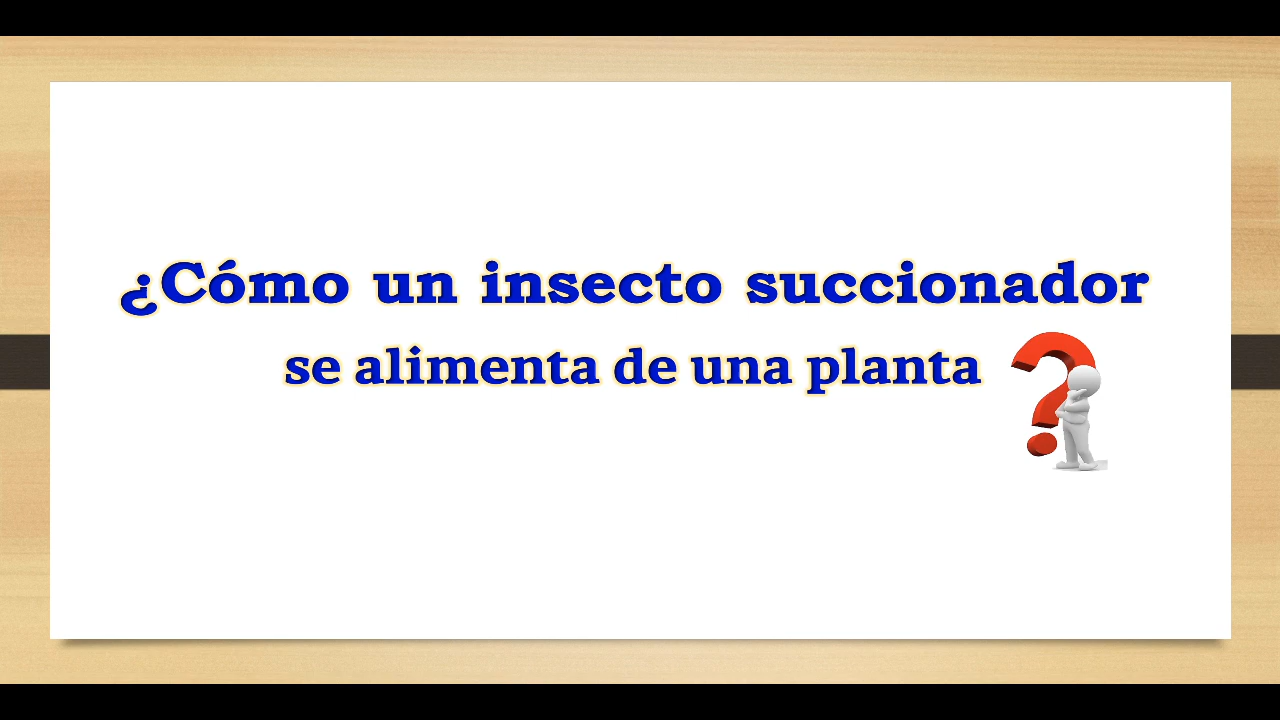 ¿Cómo un insecto succionador
se alimenta de una planta?